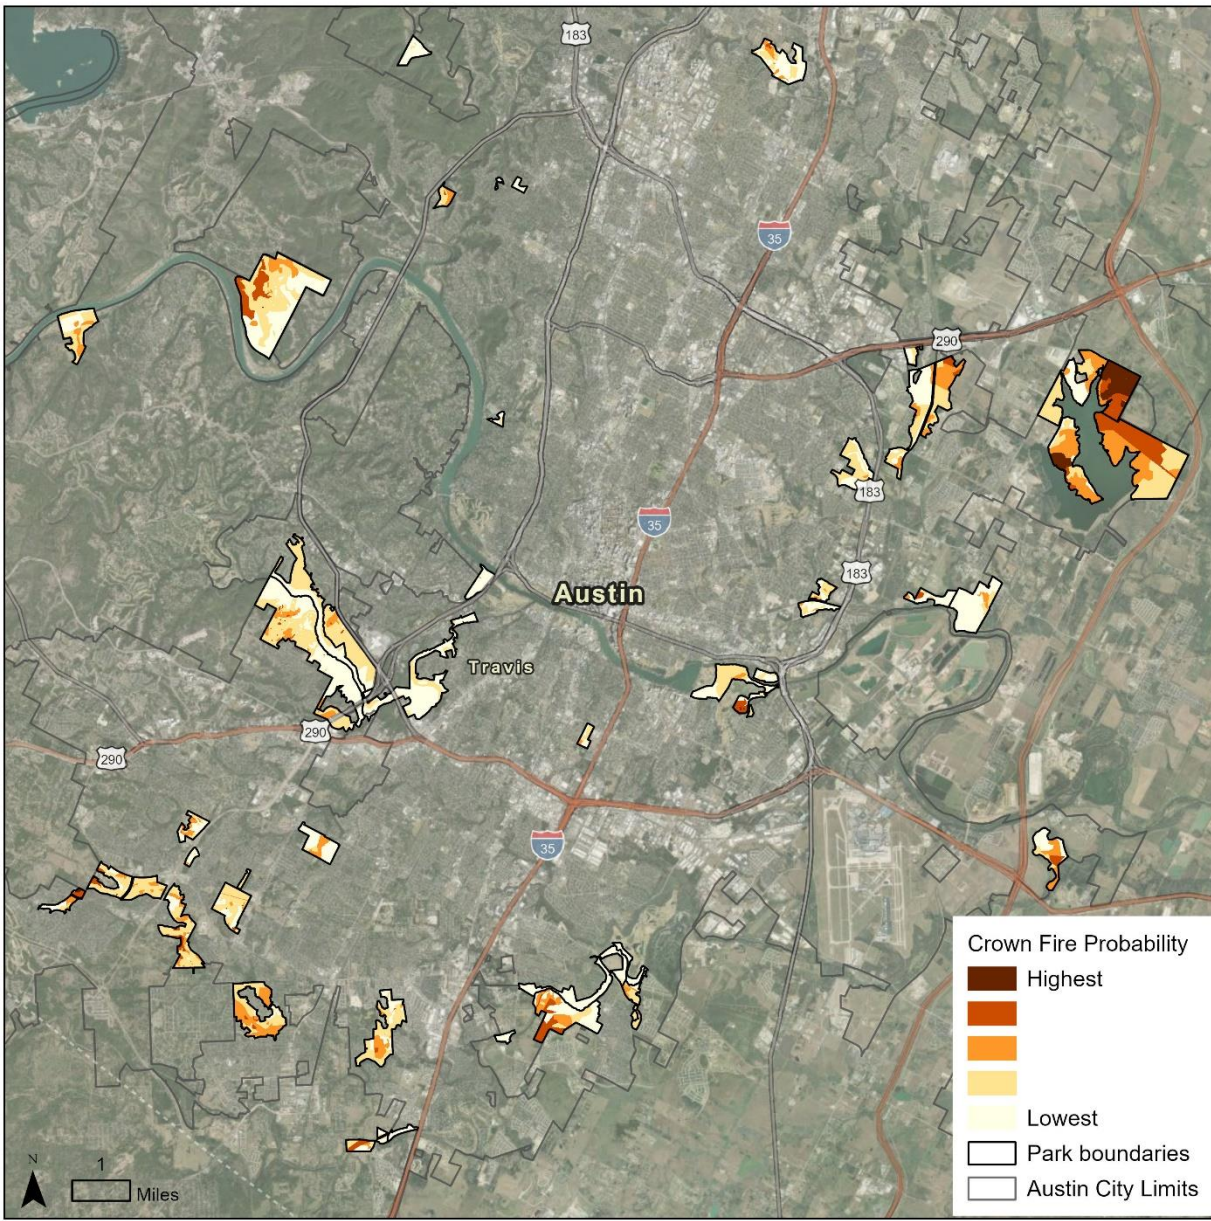 183
35
290
183
35
183
Austin
Travis
290
290
35
Crown Fire Probability
Highest
Lowest
Park boundaries
Austin City Limits
N
1
Miles